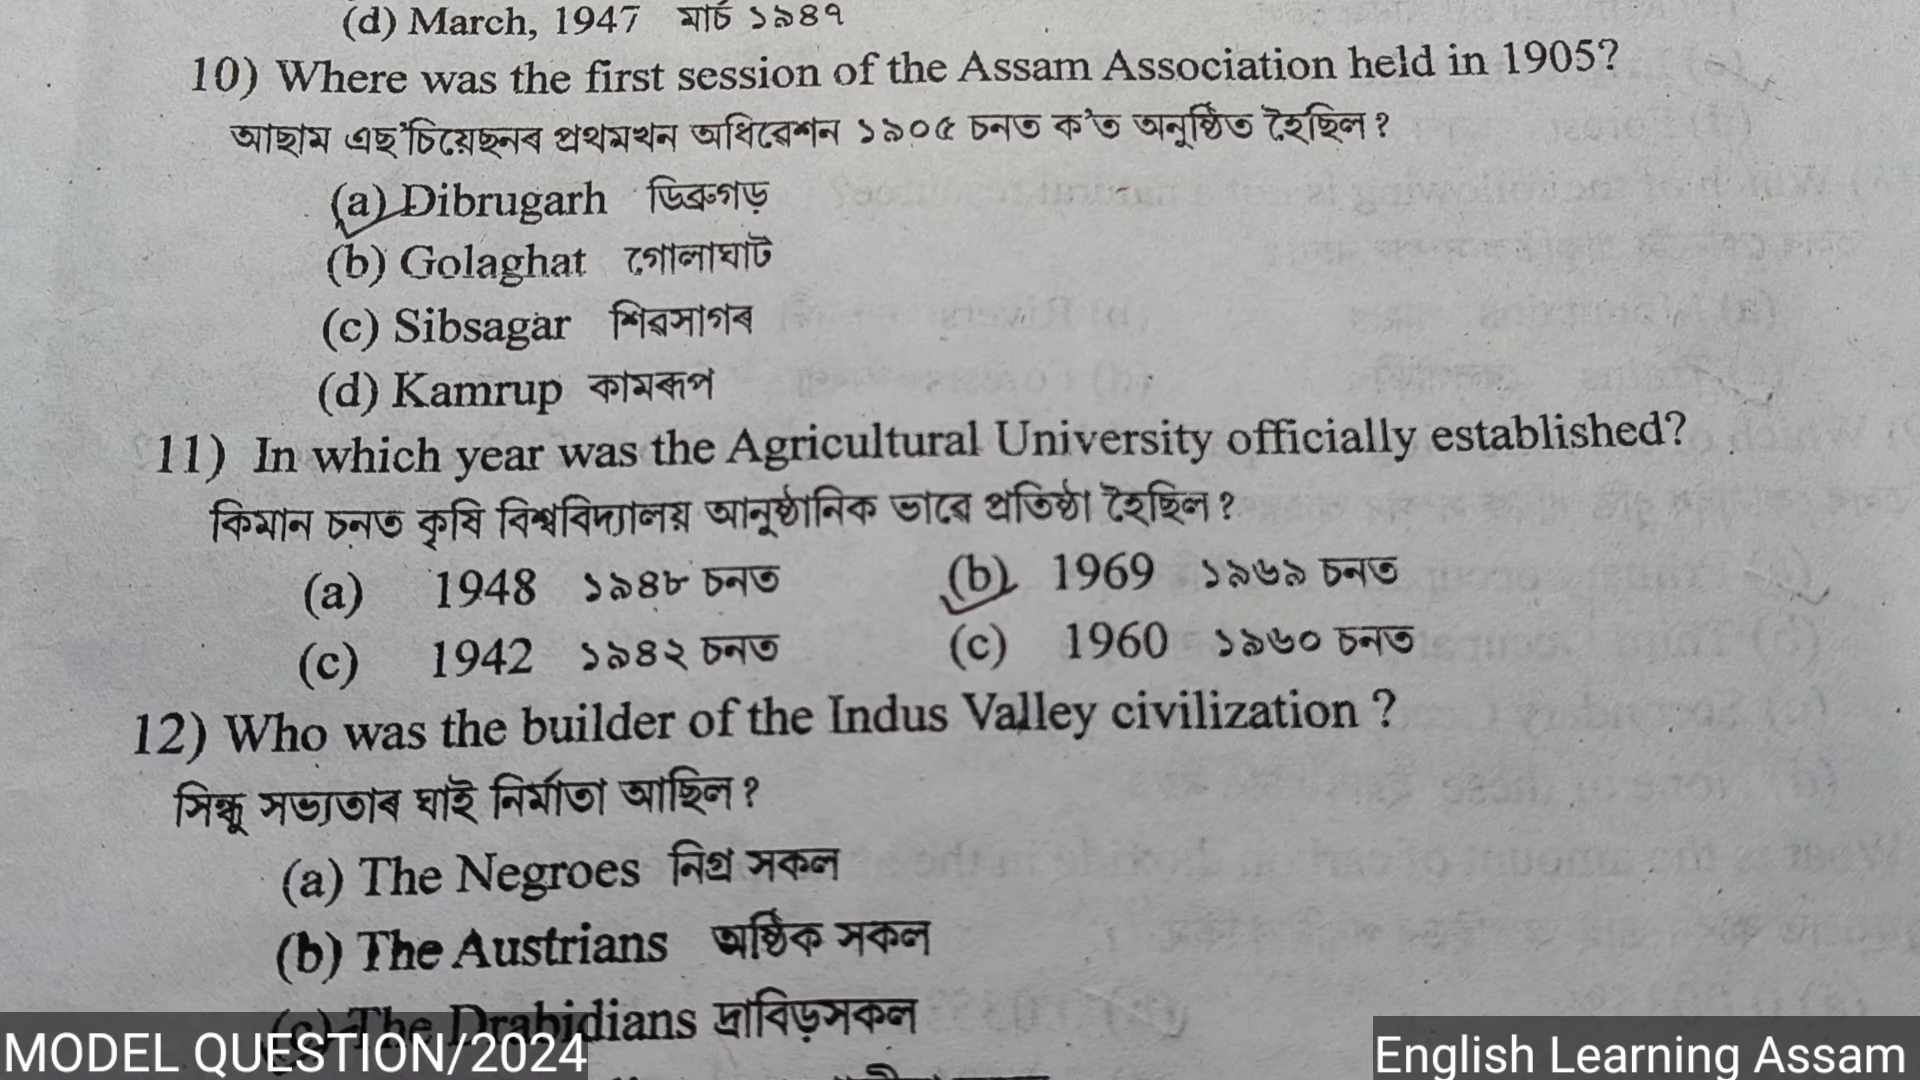 (d) March, 1947 মাৰ্চ ১৯৪৭
10) Where was the first session of the Assam Association held in 1905?
আছাম এছ'চিয়েছনৰ প্ৰথমখন অধিৱেশন ১৯০৫ চনত ক'ত অনুষ্ঠিত হৈছিল ?
(a) Dibrugarh ডিব্ৰুগড়
(b) Golaghat গোলাঘাট
(c) Sibsagar শিৱসাগৰ
(d) Kamrup কামৰূপ
11) In which year was the Agricultural University officially established?
কিমান চনত কৃষি বিশ্ববিদ্যালয় আনুষ্ঠানিক ভাৱে প্ৰতিষ্ঠা হৈছিল ?
(a) 1948 ১৯৪৮ চনত (b) 1969 ১৯৬৯ চনত
(c) 1942 ১৯৪২ চনত (c) 1960 ১৯৬০ চনত
12) Who was the builder of the Indus Valley civilization ?
সিন্ধু সভ্যতাৰ ঘাই নিৰ্মাতা আছিল ?
(a) The Negroes নিগ্ৰ সকল
(b) The Austrians অষ্ঠিক সকল
(c) The Drabidians দ্ৰাবিড়সকল
MODEL QUESTION/2024
English Learning Assam